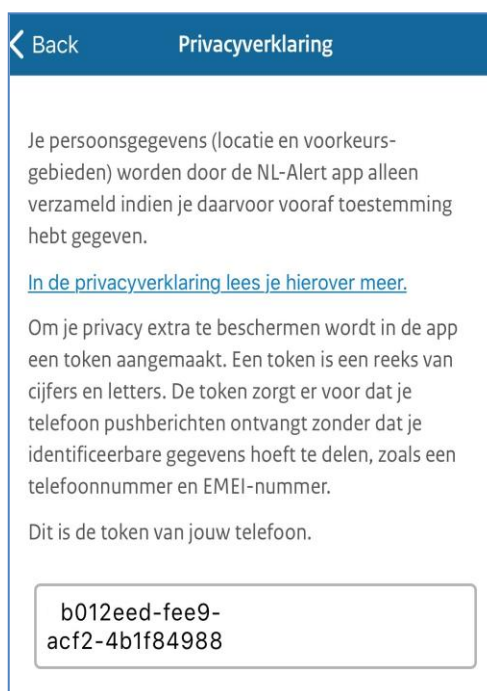 Back
Privacyverklaring
Je persoonsgegevens (locatie en voorkeurs-
gebieden) worden door de NL-Alert app alleen
verzameld indien je daarvoor vooraf toestemming
hebt gegeven.
In de privacyverklaring lees je hierover meer.
Om je privacy extra te beschermen wordt in de app
een token aangemaakt. Een token is een reeks van
cijfers en letters. De token zorgt er voor dat je
telefoon pushberichten ontvangt zonder dat je
identificeerbare gegevens hoeft te delen, zoals een
telefoonnummer en EMEI-nummer.
Dit is de token van jouw telefoon.
b012eed-fee9-
acf2-4b1f84988